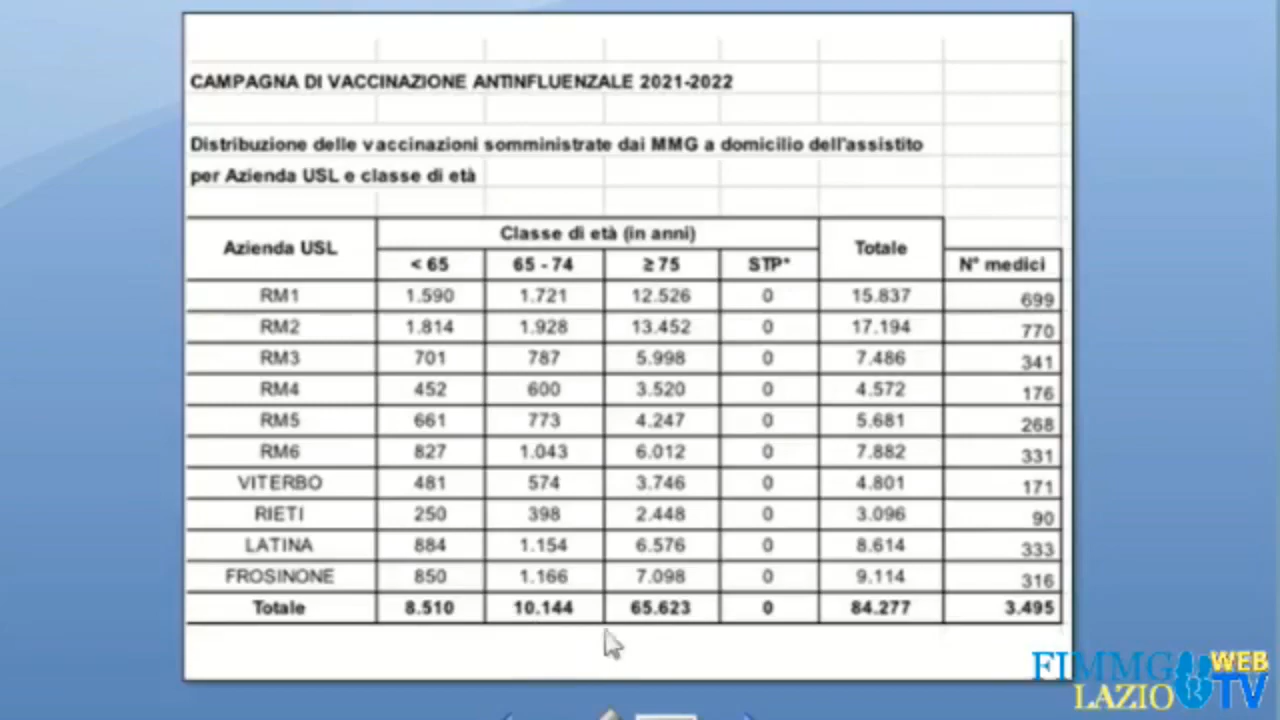 CAMPAGNA DI VACCINAZIONE ANTINFLUENZALE 2021-2022
Distribuzione delle vaccinazioni somministrate dai MMG a domicilio dell'assistito
per Azienda USL e classe di età
Azienda USL Classe di età (in anni) Totale
< 65 65 - 74 ≥ 75 STP* N° medici
RM1 1.590 1.721 12.526 0 15.837 699
RM2 1.814 1.928 13.452 0 17.194 770
RM3 701 787 5.998 0 7.486 341
RM4 452 600 3.520 0 4.572 176
RM5 661 773 4.247 0 5.681 268
RM6 827 1.043 6.012 0 7.882 331
VITERBO 481 574 3.746 0 4.801 171
RIETI 250 398 2.448 0 3.096 90
LATINA 884 1.154 6.576 0 8.614 333
FROSINONE 850 1.166 7.098 0 9.114 316
Totale 8.510 10.144 65.623 0 84.277 3.495
FIMMG WEB
LAZIO TV